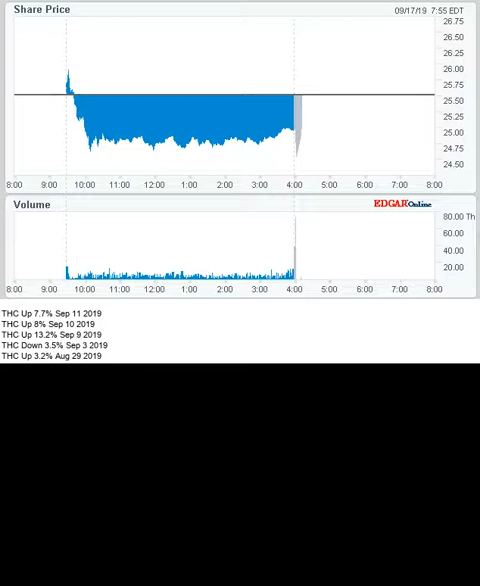 Share Price
09/17/19 7:55 EDT
26.75
26.50
26.25
26.00
25.75
25.50
25.25
25.00
24.75
24.50
8:00 9:00 10:00 11:00 12:00 1:00 2:00 3:00 4:00 5:00 6:00 7:00 8:00
Volume
EDGAR Online
80.00 Th
60.00
40.00
20.00
8:00 9:00 10:00 11:00 12:00 1:00 2:00 3:00 4:00 5:00 6:00 7:00 8:00
THC Up 7.7% Sep 11 2019
THC Up 8% Sep 10 2019
THC Up 13.2% Sep 9 2019
THC Down 3.5% Sep 3 2019
THC Up 3.2% Aug 29 2019